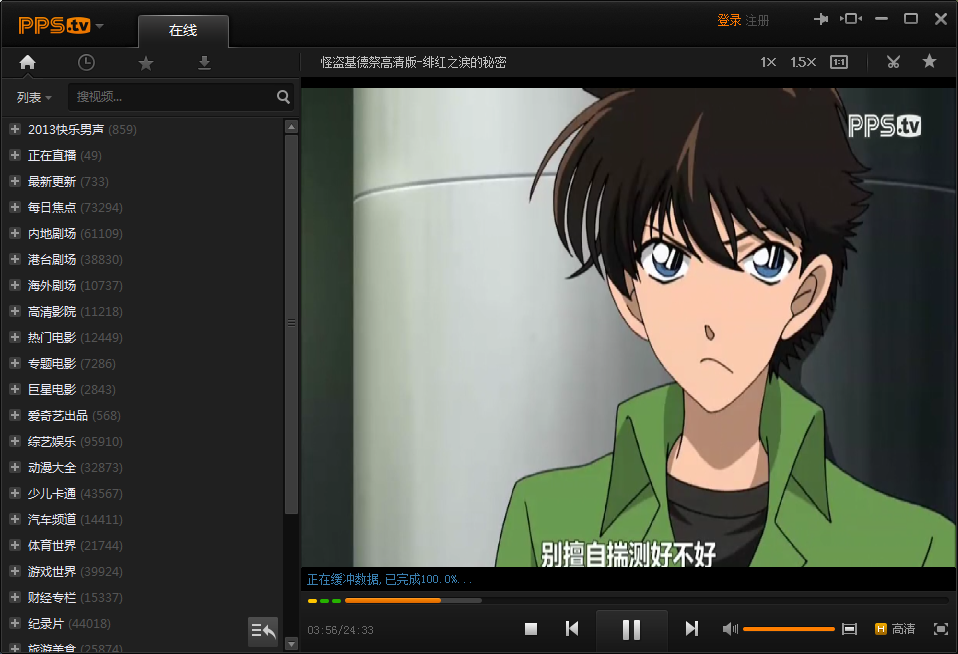 PPS.tv
在线
登录 注册
怪盗基德祭高清版-绯红之涙的秘密
1× 1.5× 1:1
列表 搜视频...
PPS.tv
2013快乐男声 (859)
正在直播 (49)
最新更新 (733)
每日焦点 (73294)
内地剧场 (61109)
港台剧场 (38830)
海外剧场 (10737)
高清影院 (11218)
热门电影 (12449)
专题电影 (7286)
巨星电影 (2843)
爱奇艺出品 (568)
综艺娱乐 (95910)
动漫大全 (32873)
少儿卡通 (43567)
汽车频道 (14411)
体育世界 (21744)
游戏世界 (39924)
财经专栏 (15337)
纪录片 (44018)
旅游美食 (25874)
别擅自揣测好不好
正在缓冲数据, 已完成100.0%...
03:56/24:33
H 高清